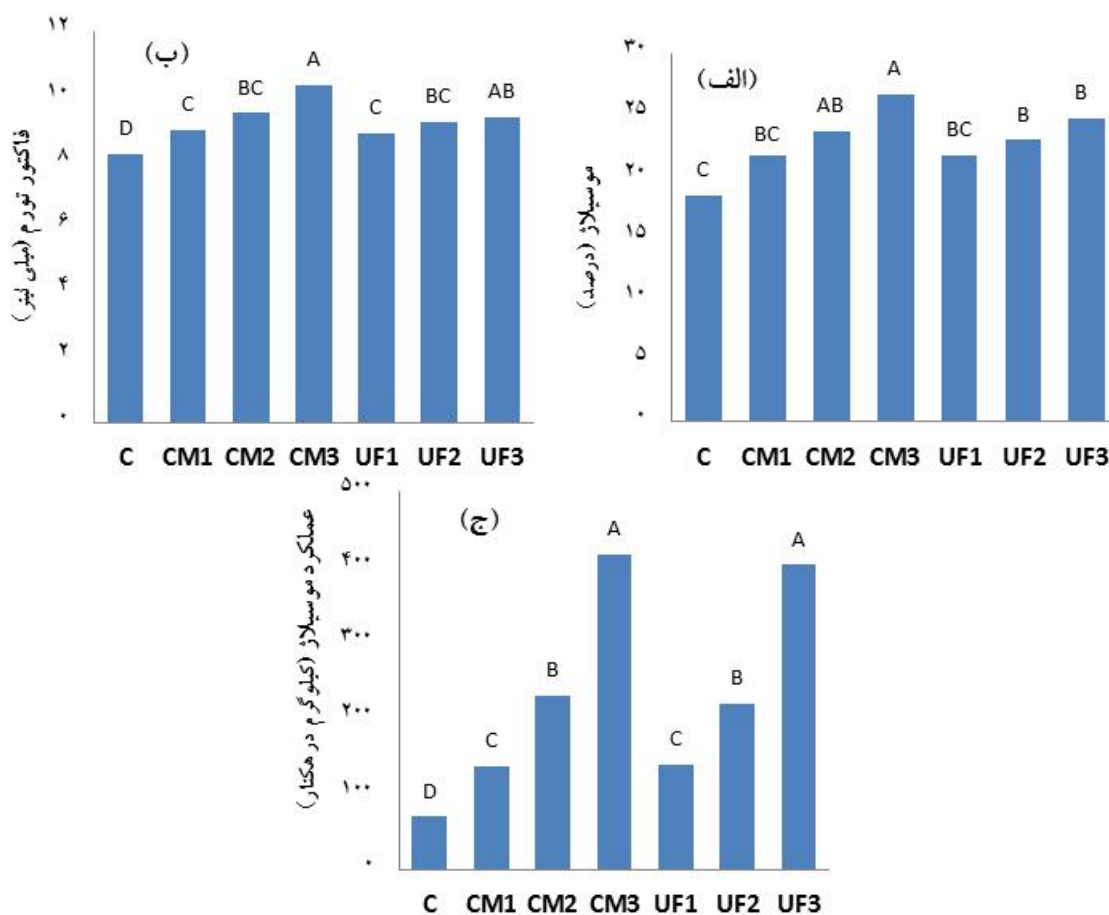 (الف)
موسیلاژ (درصد)
۳۰
۲۵
۲۰
۱۵
۱۰
۵
۰
C
BC
AB
A
BC
B
B
C CM1 CM2 CM3 UF1 UF2 UF3
(ب)
فاکتور تورم (میلی لیتر)
۱۲
۱۰
۸
۶
۴
۲
۰
D
C
BC
A
C
BC
AB
C CM1 CM2 CM3 UF1 UF2 UF3
(ج)
عملکرد موسیلاژ (کیلوگرم در هکتار)
۵۰۰
۴۰۰
۳۰۰
۲۰۰
۱۰۰
۰
D
C
B
A
C
B
A
C CM1 CM2 CM3 UF1 UF2 UF3